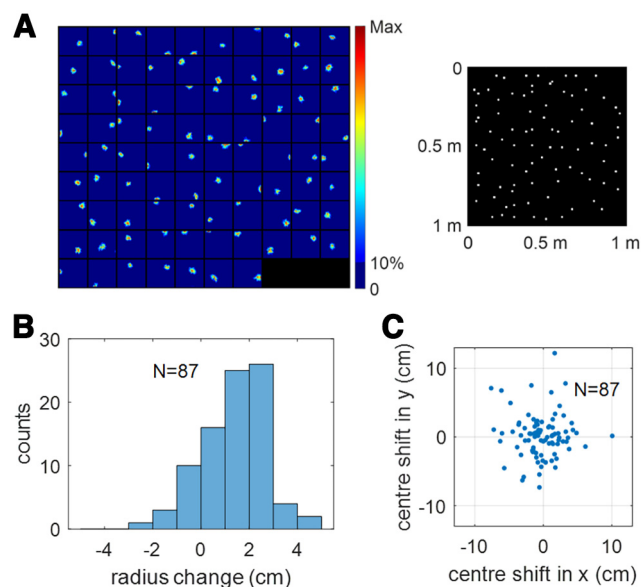 A
Max
10%
0
0
0.5 m
1 m
0
0.5 m
1 m
B
30
20
10
0
counts
N=87
-4
-2
0
2
4
radius change (cm)
C
10
0
-10
centre shift in y (cm)
N=87
-10
0
10
centre shift in x (cm)